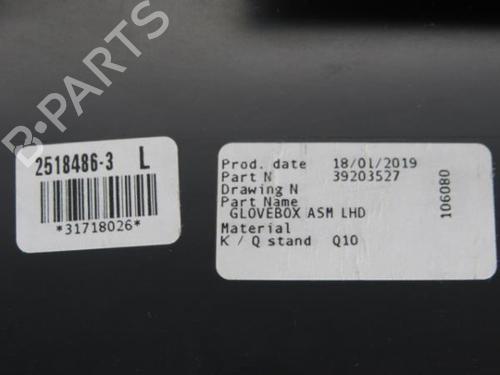 B-PARTS
2518486-3 L
*31718026*
Prod. date 18/01/2019
Part N 39203527
Drawing N
Part Name
GLOVEBOX ASM LHD
Material
K / Q stand Q10
106080